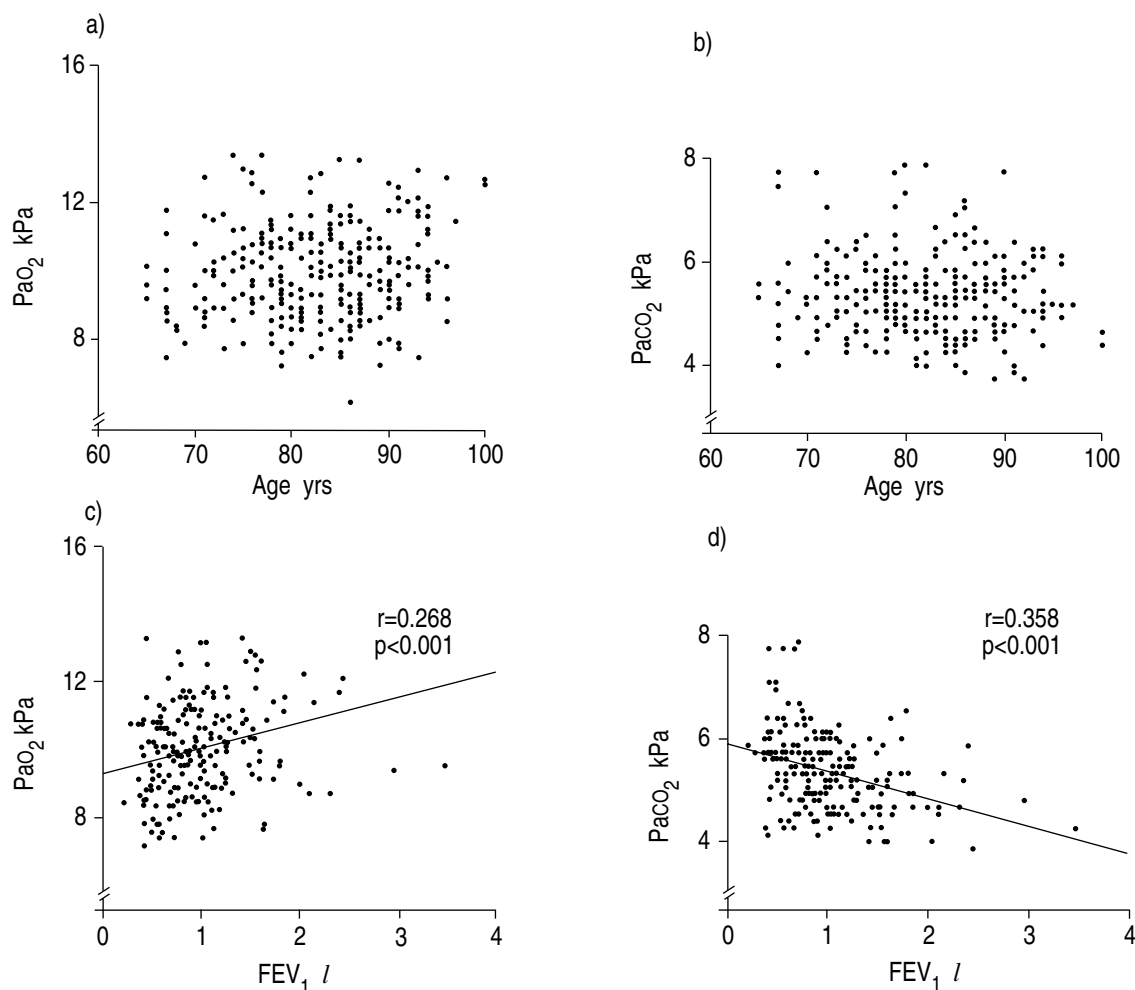 a)
16
12
8
PaO2 kPa
60 70 80 90 100
Age yrs
b)
8
6
4
PaCO2 kPa
60 70 80 90 100
Age yrs
c)
16
12
8
PaO2 kPa
r=0.268
p<0.001
0 1 2 3 4
FEV1 l
d)
8
6
4
PaCO2 kPa
r=0.358
p<0.001
0 1 2 3 4
FEV1 l